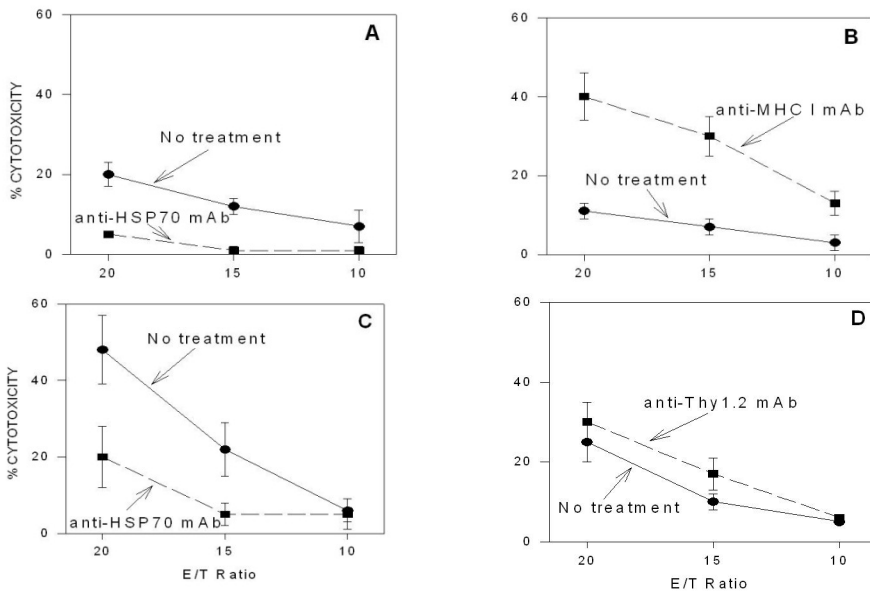 A
60
40
20
0
% CYTOTOXICITY
No treatment
anti-HSP70 mAb
20 15 10
B
60
40
20
0
anti-MHC I mAb
No treatment
20 15 10
C
60
40
20
0
% CYTOTOXICITY
No treatment
anti-HSP70 mAb
20 15 10
E/T Ratio
D
60
40
20
0
anti-Thy1.2 mAb
No treatment
20 15 10
E/T Ratio